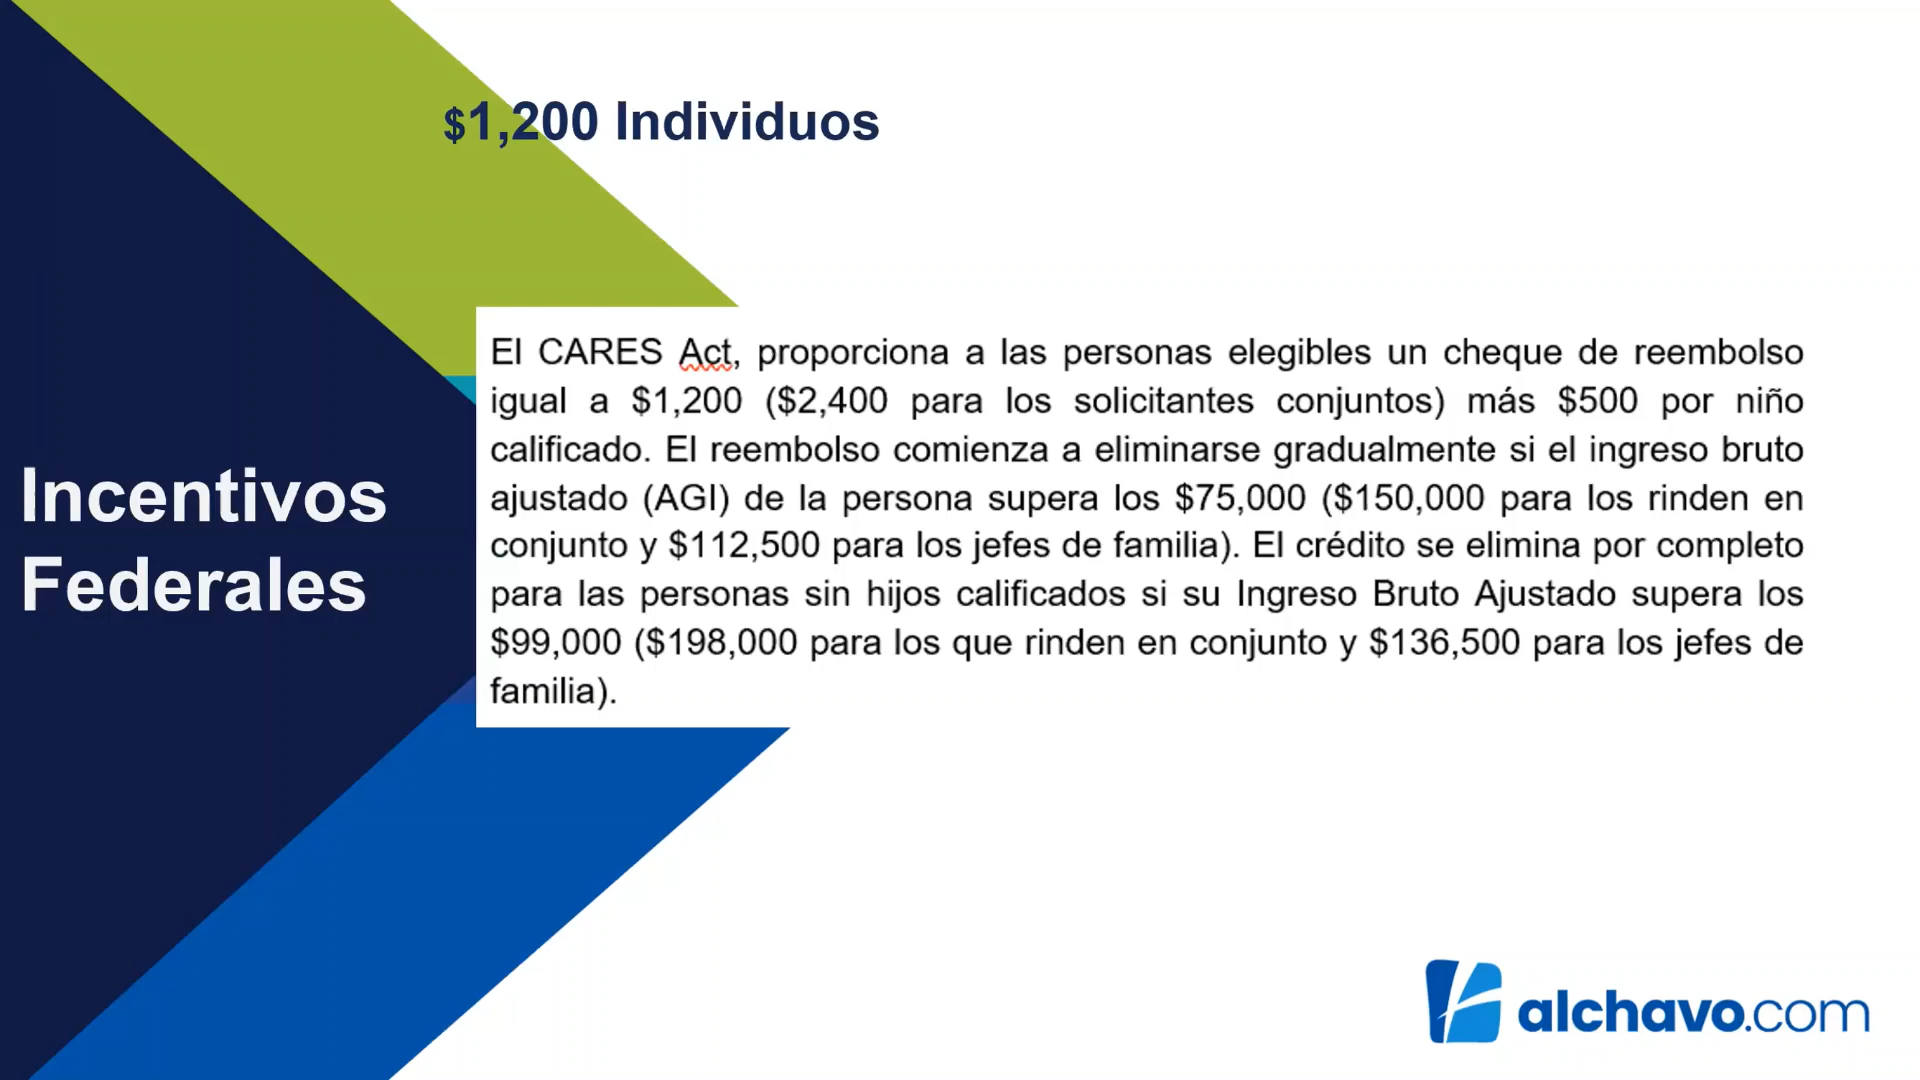 $1,200 Individuos
El CARES Act, proporciona a las personas elegibles un cheque de reembolso
igual a $1,200 ($2,400 para los solicitantes conjuntos) más $500 por niño
calificado. El reembolso comienza a eliminarse gradualmente si el ingreso bruto
ajustado (AGI) de la persona supera los $75,000 ($150,000 para los rinden en
conjunto y $112,500 para los jefes de familia). El crédito se elimina por completo
para las personas sin hijos calificados si su Ingreso Bruto Ajustado supera los
$99,000 ($198,000 para los que rinden en conjunto y $136,500 para los jefes de
familia).
Incentivos
Federales
alchavo.com